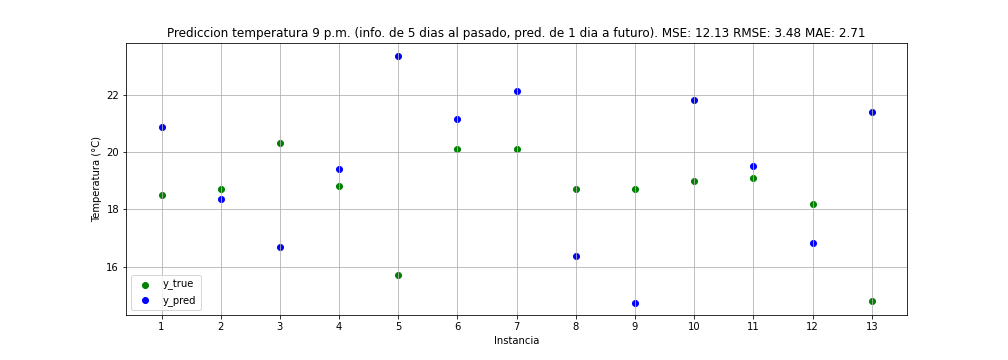 Prediccion temperatura 9 p.m. (info. de 5 dias al pasado, pred. de 1 dia a futuro). MSE: 12.13 RMSE: 3.48 MAE: 2.71
Temperatura (°C)
22
20
18
16
y_true
y_pred
1 2 3 4 5 6 7 8 9 10 11 12 13
Instancia